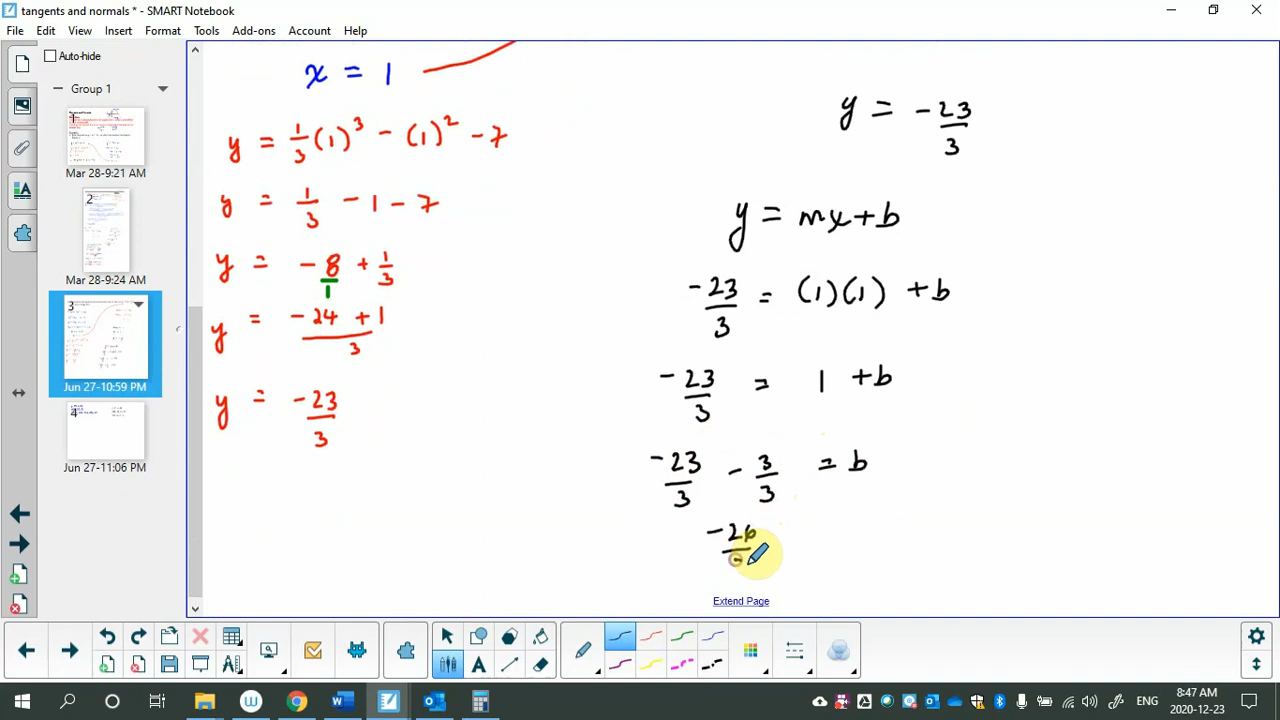 tangents and normals * - SMART Notebook
File Edit View Insert Format Tools Add-ons Account Help
Auto-hide
Group 1
Mar 28-9:21 AM
2
Mar 28-9:24 AM
3
Jun 27-10:59 PM
4
Jun 27-11:06 PM
x = 1
y = 1/3 (1)^3 - (1)^2 - 7
y = 1/3 - 1 - 7
y = -8/1 + 1/3
y = (-24 + 1)/3
y = -23/3
y = -23/3
y = mx+b
-23/3 = (1)(1) + b
-23/3 = 1 + b
-23/3 - 3/3 = b
-26
Extend Page
A
ENG
8:47 AM
2020-12-23